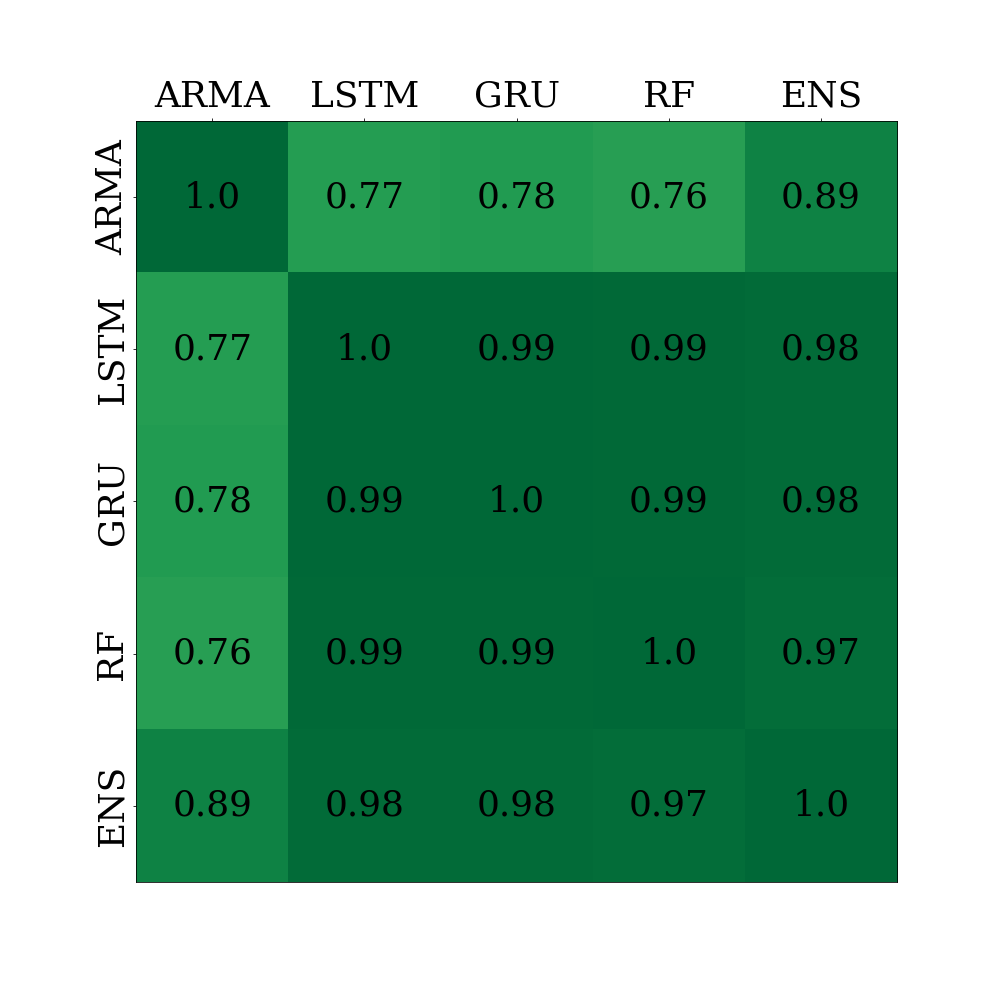 ARMA LSTM GRU RF ENS
ARMA 1.0 0.77 0.78 0.76 0.89
LSTM 0.77 1.0 0.99 0.99 0.98
GRU 0.78 0.99 1.0 0.99 0.98
RF 0.76 0.99 0.99 1.0 0.97
ENS 0.89 0.98 0.98 0.97 1.0